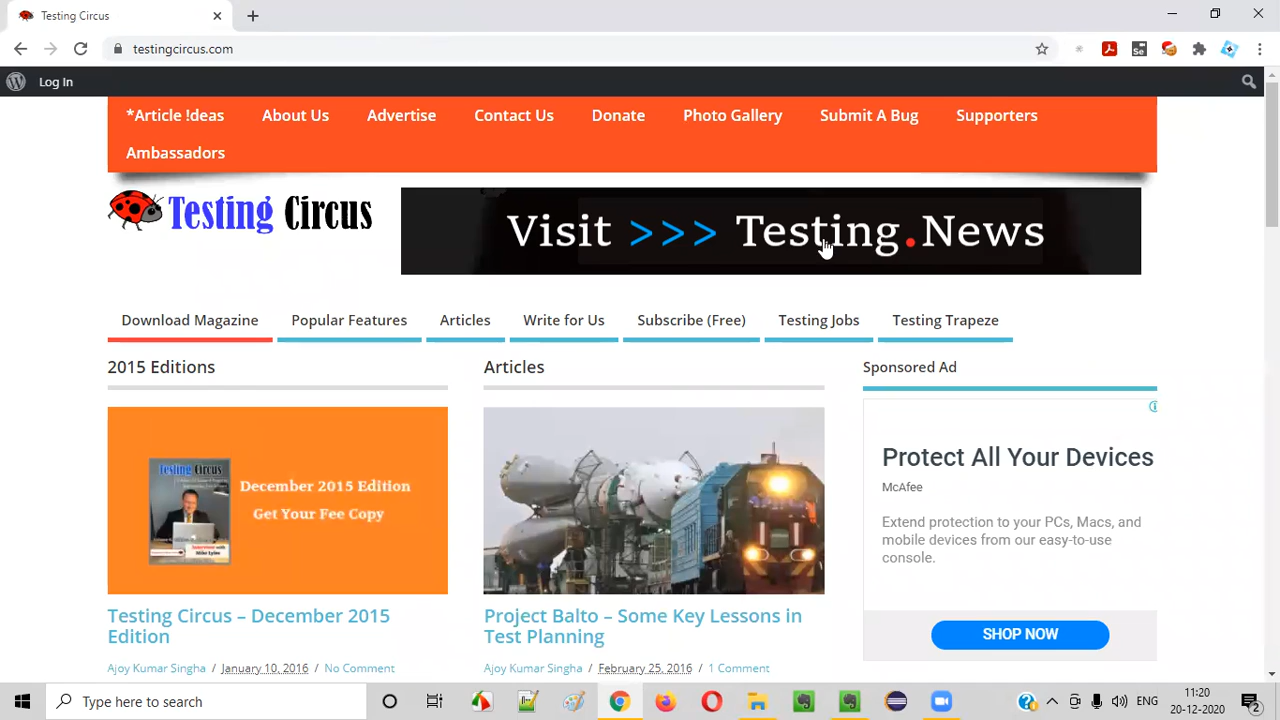 Testing Circus
testingcircus.com
Log In
*Article !deas About Us Advertise Contact Us Donate Photo Gallery Submit A Bug Supporters
Ambassadors
Testing Circus
Visit >>> Testing.News
Download Magazine Popular Features Articles Write for Us Subscribe (Free) Testing Jobs Testing Trapeze
2015 Editions
Testing Circus
December 2015 Edition
Get Your Fee Copy
Testing Circus – December 2015
Edition
Ajoy Kumar Singha / January 10, 2016 / No Comment
Articles
Project Balto – Some Key Lessons in
Test Planning
Ajoy Kumar Singha / February 25, 2016 / 1 Comment
Sponsored Ad
Protect All Your Devices
McAfee
Extend protection to your PCs, Macs, and
mobile devices from our easy-to-use
console.
SHOP NOW
Type here to search
ENG
11:20
20-12-2020
2